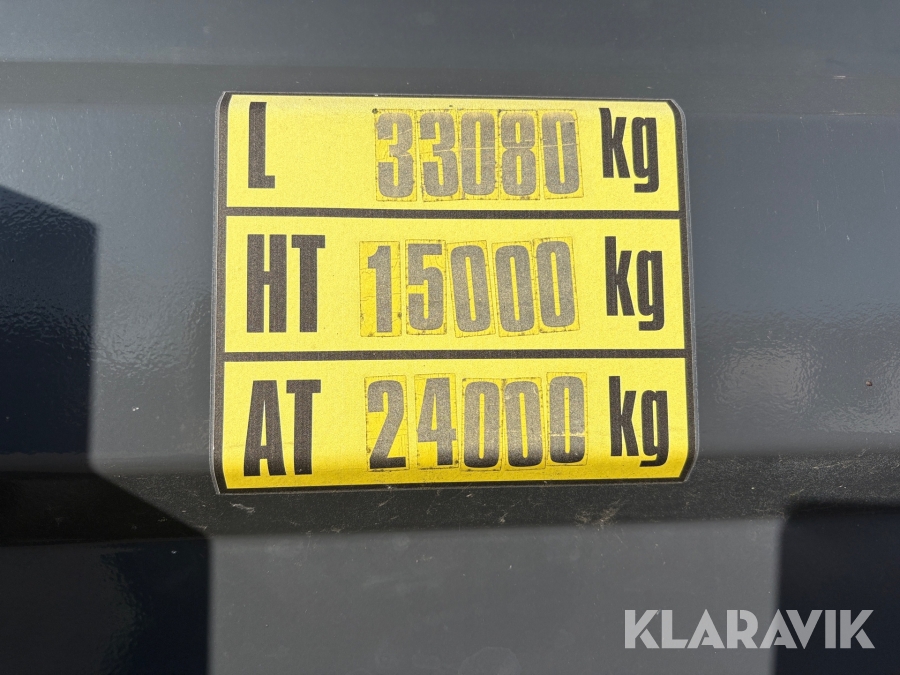 L 33080 kg
HT 15000 kg
AT 24000 kg
KLARAVIK